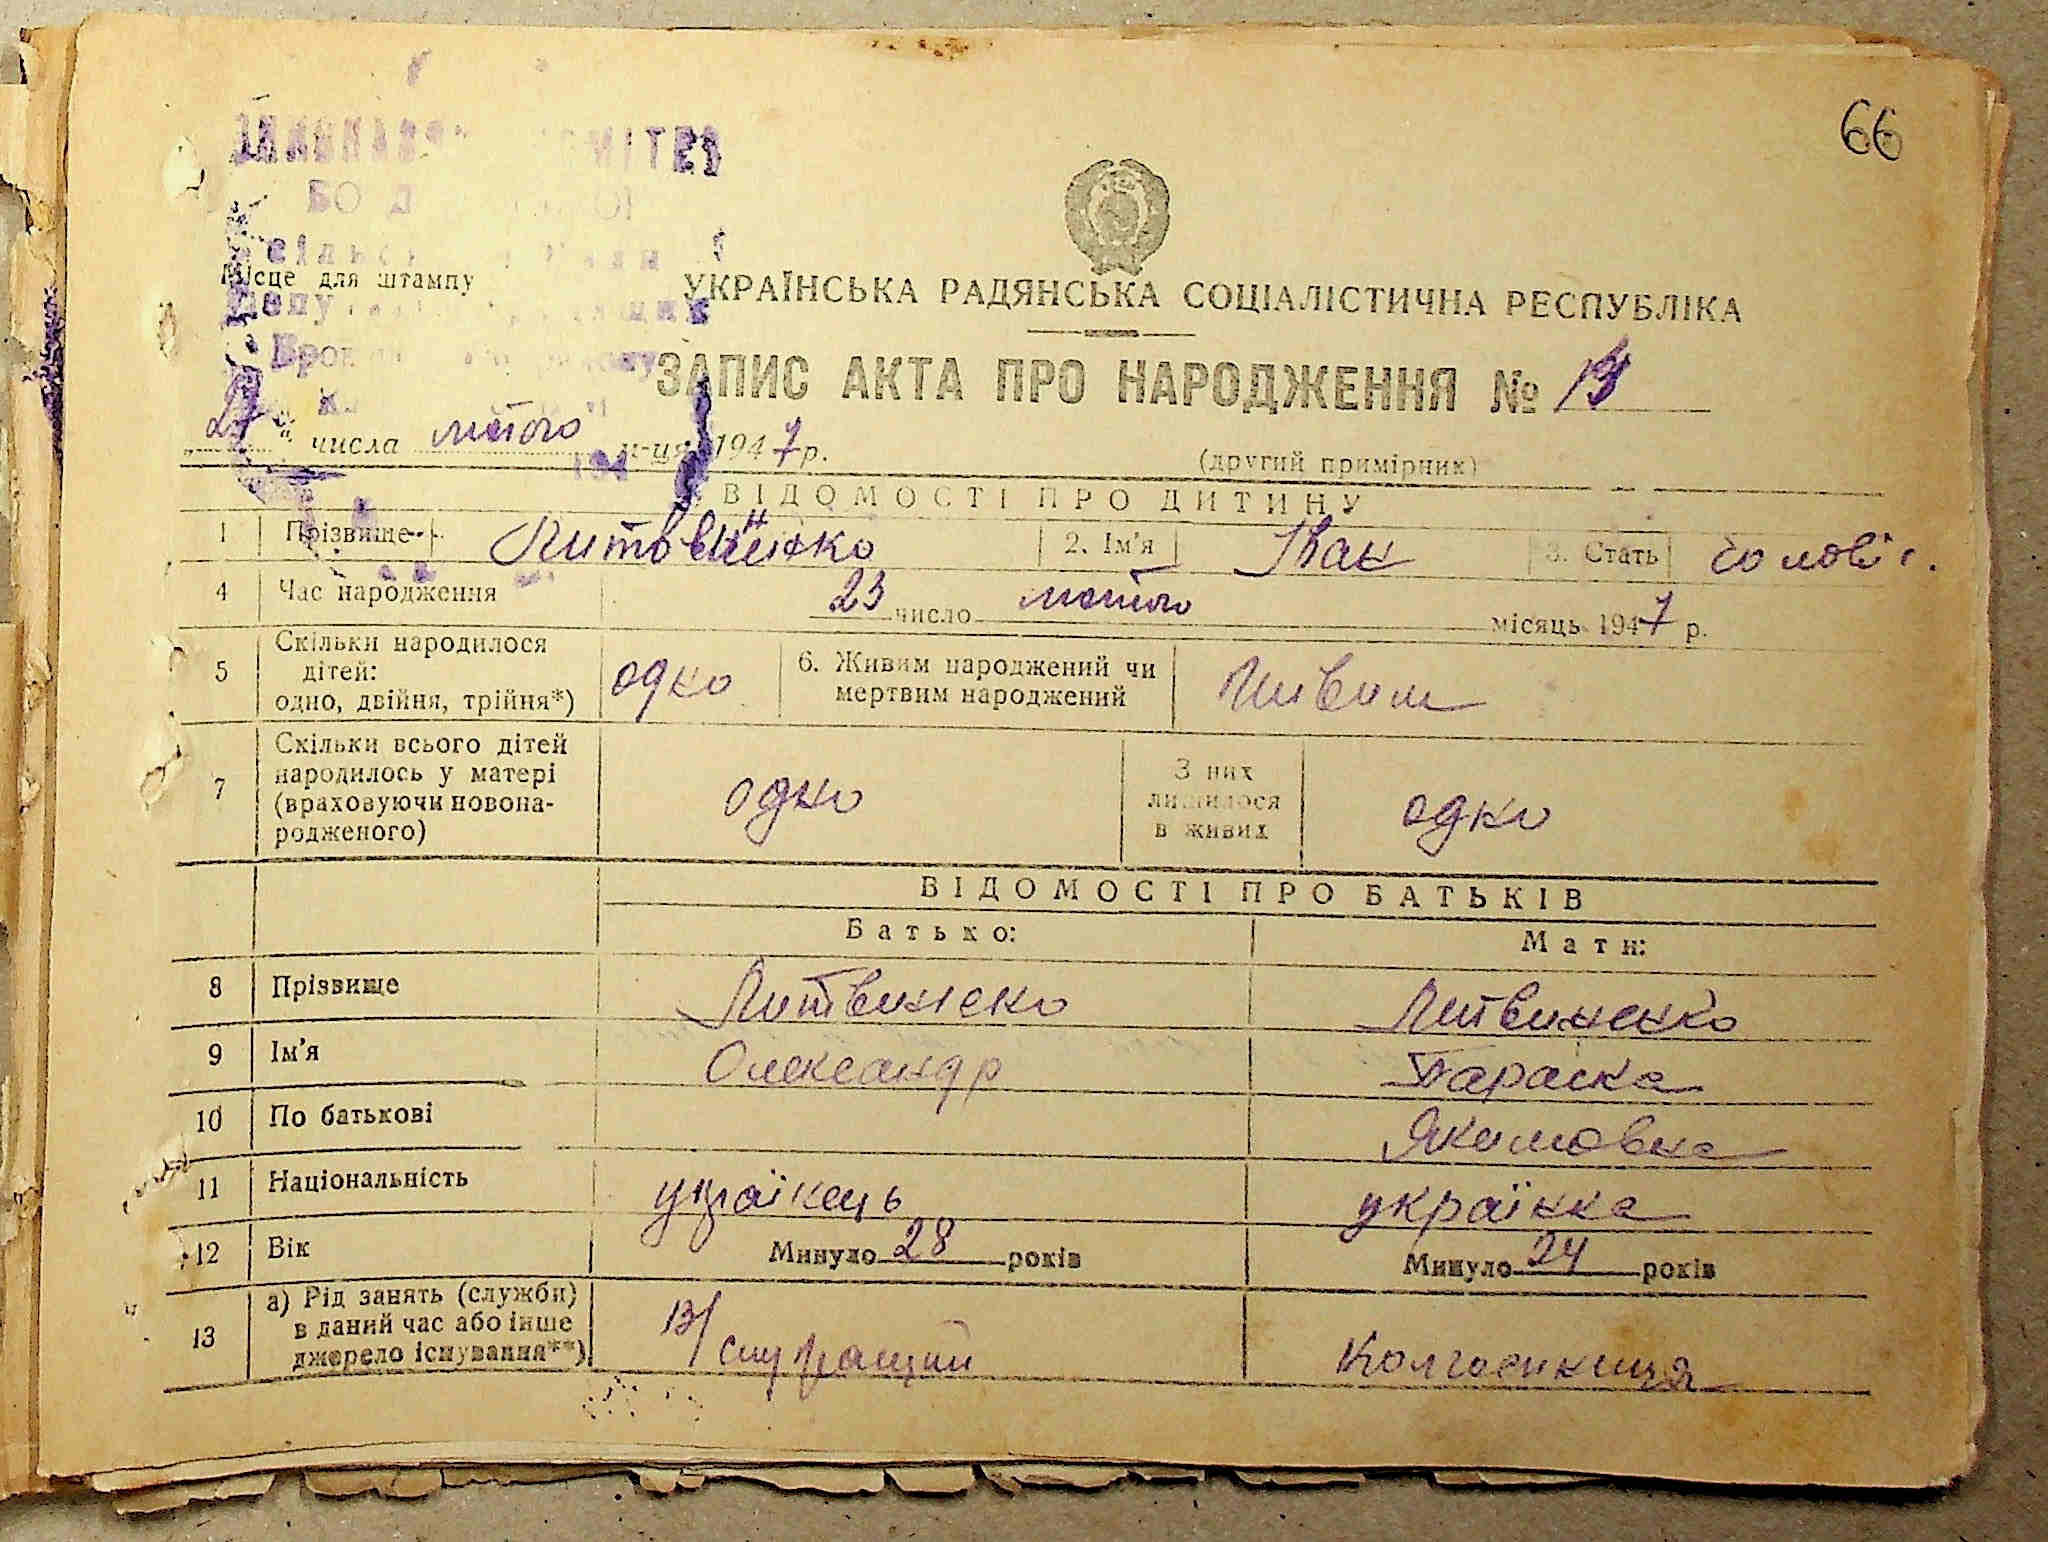 66
Місце для штампу
УКРАЇНСЬКА РАДЯНСЬКА СОЦІАЛІСТИЧНА РЕСПУБЛІКА
ЗАПИС АКТА ПРО НАРОДЖЕННЯ № 13
числа лютого м-ця 1947 р.
(другий примірник)
ВІДОМОСТІ ПРО ДИТИНУ
1 Прізвище 2. Ім'я Іван 3. Стать чоловіч.
4 Час народження 23 число лютого місяць 1947 р.
5 Скільки народилося дітей: одно, двійня, трійня*) одно 6. Живим народжений чи мертвим народжений Живим
7 Скільки всього дітей народилось у матері (враховуючи новонародженого) одно З них лишилося в живих одно
ВІДОМОСТІ ПРО БАТЬКІВ
Батько: Мати:
8 Прізвище Литвиненко Литвиненко
9 Ім'я Олександр Параска
10 По батькові Якимовна
11 Національність українець українка
12 Вік Минуло 28 років Минуло 24 років
13 а) Рід занять (служби) в даний час або інше джерело існування**) Колгоспниця